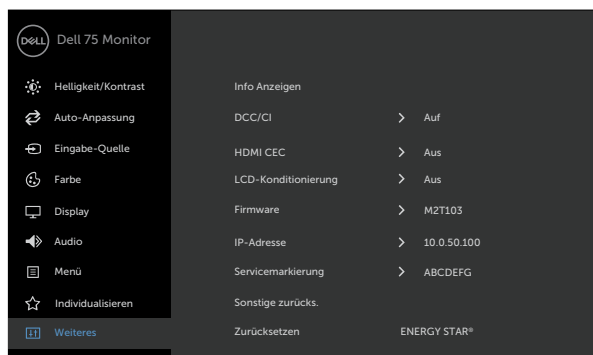 DELL Dell 75 Monitor
Helligkeit/Kontrast
Auto-Anpassung
Eingabe-Quelle
Farbe
Display
Audio
Menü
Individualisieren
Weiteres
Info Anzeigen
DCC/CI Auf
HDMI CEC Aus
LCD-Konditionierung Aus
Firmware M2T103
IP-Adresse 10.0.50.100
Servicemarkierung ABCDEFG
Sonstige zurücks.
Zurücksetzen ENERGY STAR®